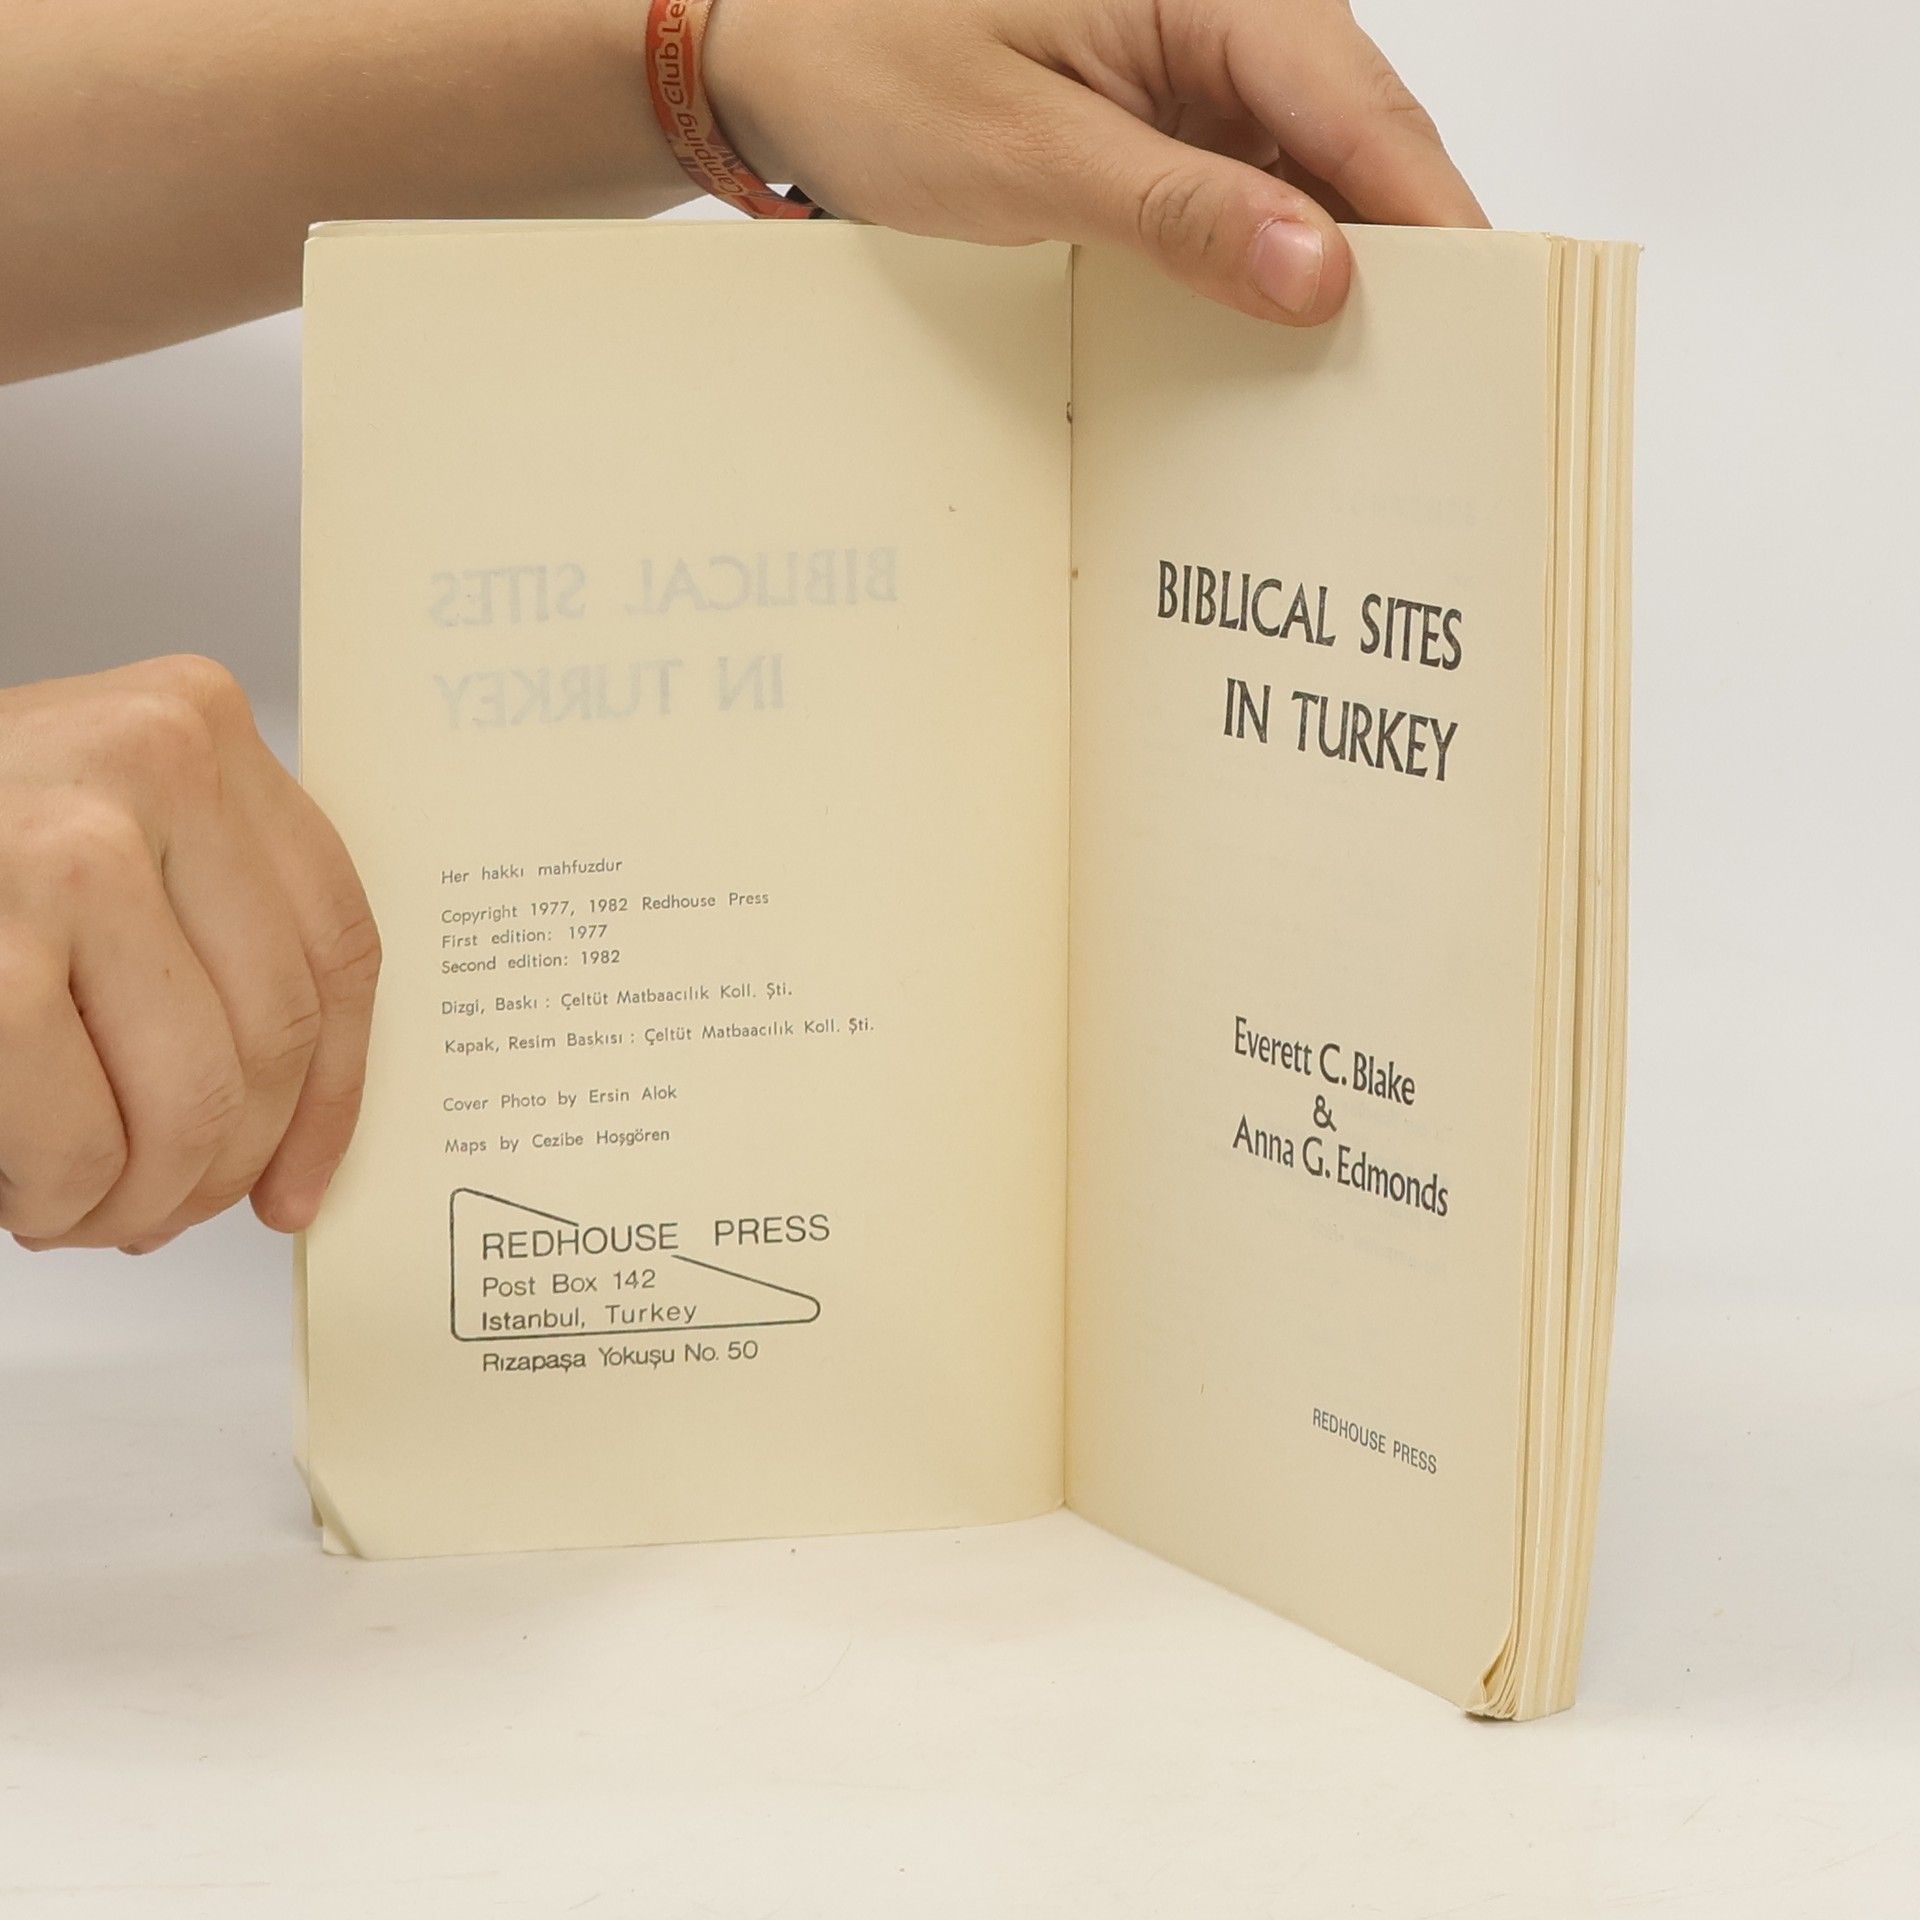 Camping Club Le
BIBLICAL SITES
IN TURKEY
Her hakkı mahfuzdur
Copyright 1977, 1982 Redhouse Press
First edition: 1977
Second edition: 1982
Dizgi, Baskı : Çeltüt Matbaacılık Koll. Şti.
Kapak, Resim Baskısı : Çeltüt Matbaacılık Koll. Şti.
Cover Photo by Ersin Alok
Maps by Cezibe Hoşgören
REDHOUSE PRESS
Post Box 142
Istanbul, Turkey
Rızapaşa Yokuşu No. 50
BIBLICAL SITES
IN TURKEY
Everett C. Blake
&
Anna G. Edmonds
REDHOUSE PRESS